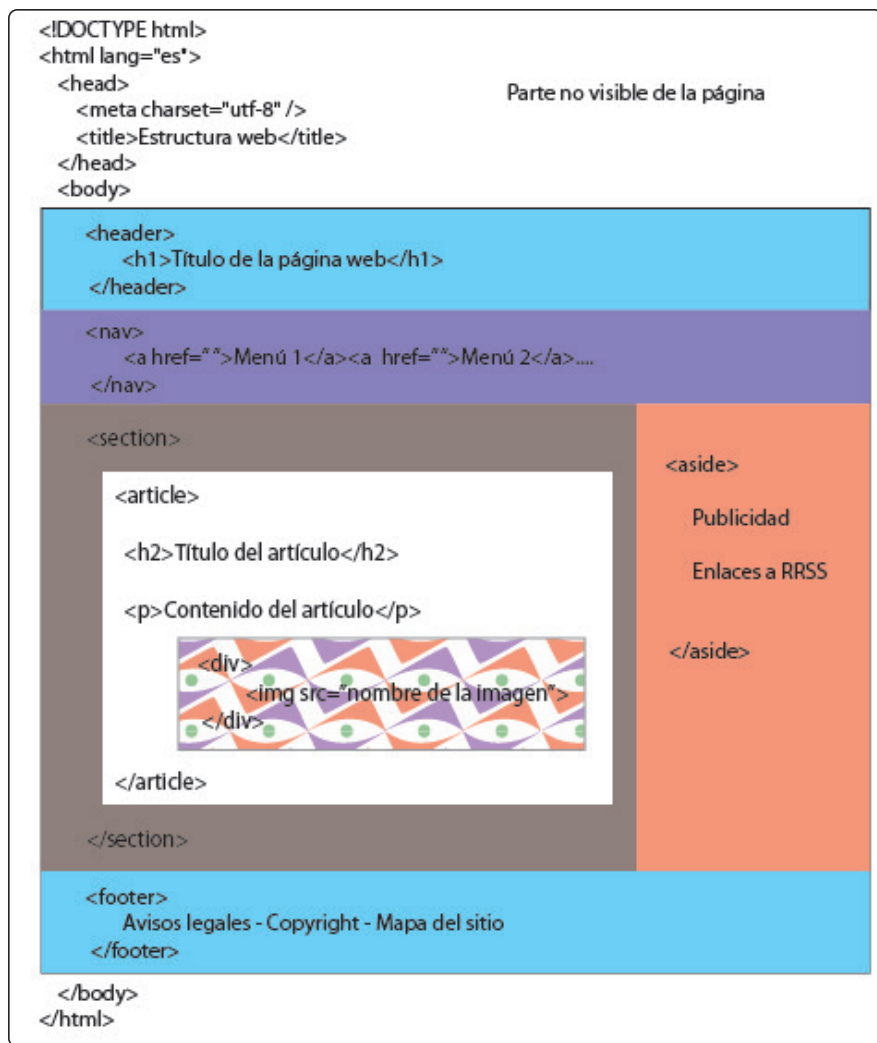 <!DOCTYPE html>
<html lang="es">
<head>
<meta charset="utf-8" />
<title>Estructura web</title>
</head>
<body>
Parte no visible de la página
<header>
<h1>Título de la página web</h1>
</header>
<nav>
<a href="">Menú 1</a><a href="">Menú 2</a>....
</nav>
<section>
<article>
<h2>Título del artículo</h2>
<p>Contenido del artículo</p>
<div>
<img src="nombre de la imagen">
</div>
</article>
</section>
<aside>
Publicidad
Enlaces a RRSS
</aside>
<footer>
Avisos legales - Copyright - Mapa del sitio
</footer>
</body>
</html>